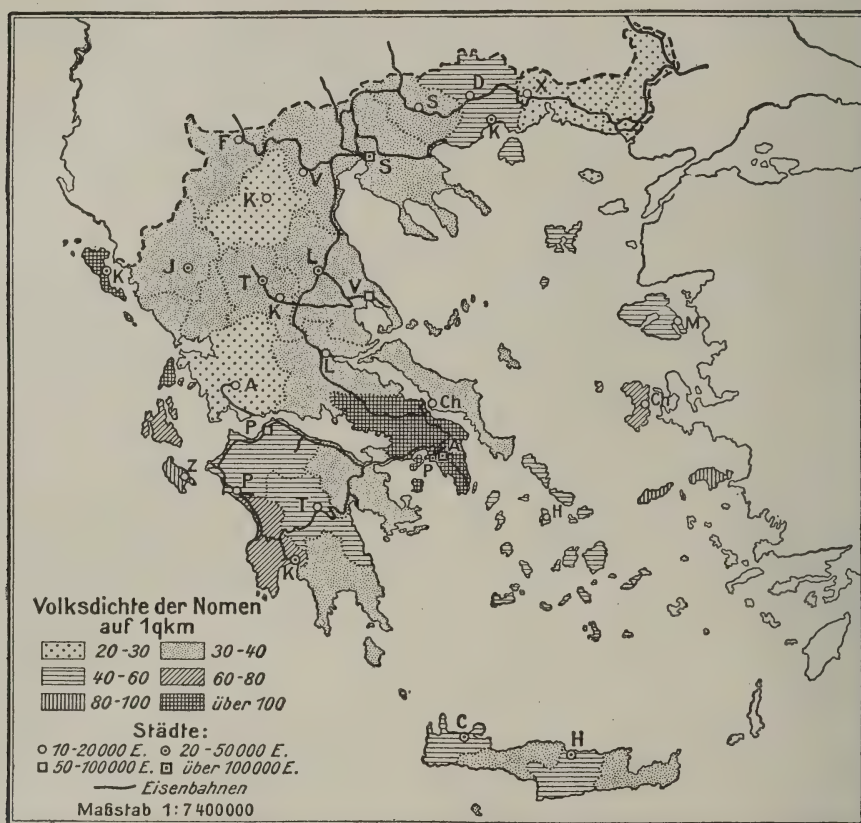 D
X
S
K
F
V
S
K
K
J
T
L
V
K
M
L
A
Ch
Ch
P
A
P
Z
P
T
H
K
Volksdichte der Nomen
auf 1qkm
20-30 30-40
40-60 60-80
80-100 über 100
Städte:
10-20000 E. 20-50000 E.
50-100000 E. über 100000 E.
Eisenbahnen
Maßstab 1:7400000
C
H